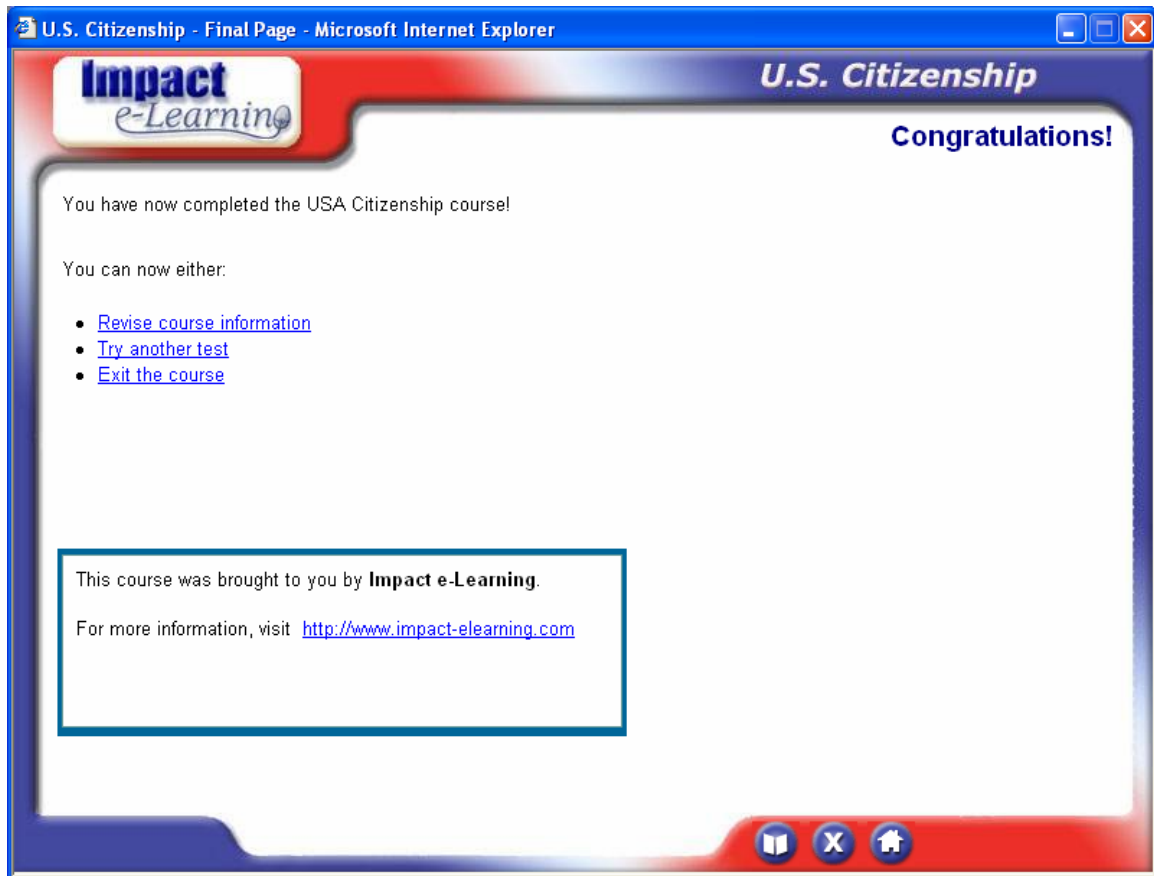 U.S. Citizenship - Final Page - Microsoft Internet Explorer
Impact
e-Learning
U.S. Citizenship
Congratulations!
You have now completed the USA Citizenship course!
You can now either:
Revise course information
Try another test
Exit the course
This course was brought to you by Impact e-Learning.
For more information, visit http://www.impact-elearning.com
X